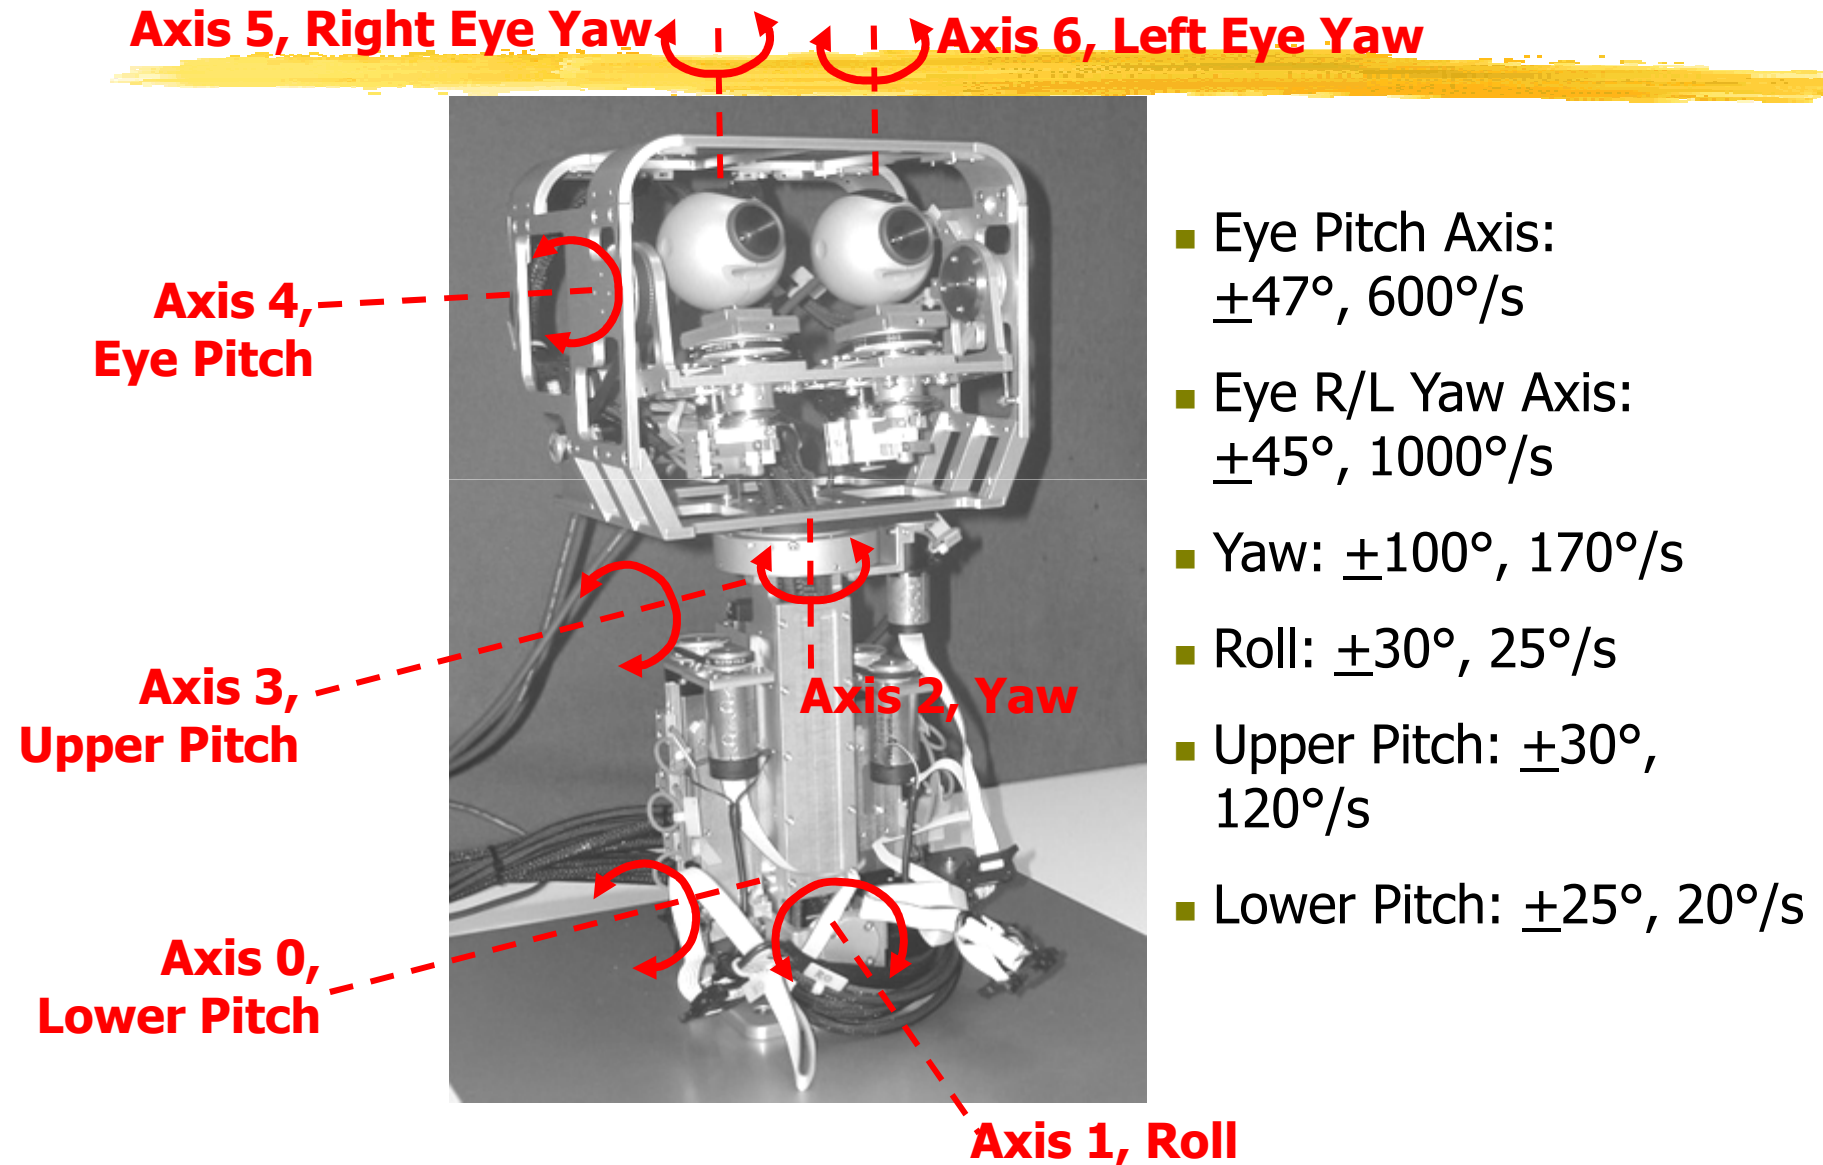 Axis 5, Right Eye Yaw
Axis 6, Left Eye Yaw
Axis 4,
Eye Pitch
Axis 3,
Upper Pitch
Axis 2, Yaw
Axis 0,
Lower Pitch
Axis 1, Roll
■ Eye Pitch Axis:
±47°, 600°/s
■ Eye R/L Yaw Axis:
±45°, 1000°/s
■ Yaw: ±100°, 170°/s
■ Roll: ±30°, 25°/s
■ Upper Pitch: ±30°,
120°/s
■ Lower Pitch: ±25°, 20°/s